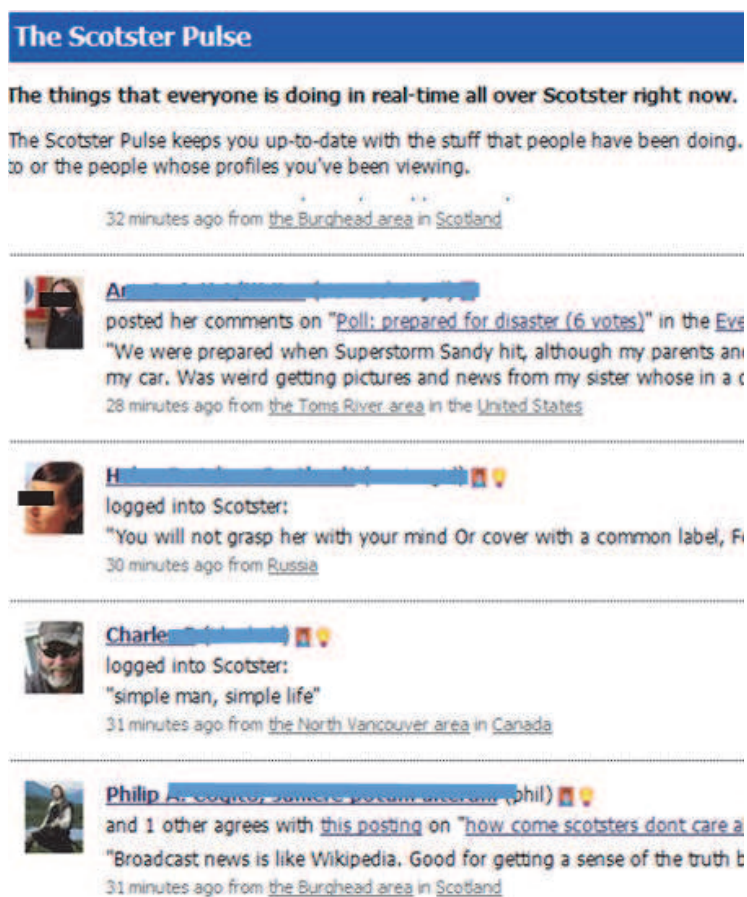 The Scotster Pulse
The things that everyone is doing in real-time all over Scotster right now.
The Scotster Pulse keeps you up-to-date with the stuff that people have been doing.
to or the people whose profiles you've been viewing.
32 minutes ago from the Burghead area in Scotland
posted her comments on "Poll: prepared for disaster (6 votes)" in the Eve
"We were prepared when Superstorm Sandy hit, although my parents and
my car. Was weird getting pictures and news from my sister whose in a
28 minutes ago from the Toms River area in the United States
H
logged into Scotster:
"You will not grasp her with your mind Or cover with a common label, Fo
30 minutes ago from Russia
Charles
logged into Scotster:
"simple man, simple life"
31 minutes ago from the North Vancouver area in Canada
Philip (phil)
and 1 other agrees with this posting on "how come scotsters dont care a
"Broadcast news is like Wikipedia. Good for getting a sense of the truth b
31 minutes ago from the Burghead area in Scotland